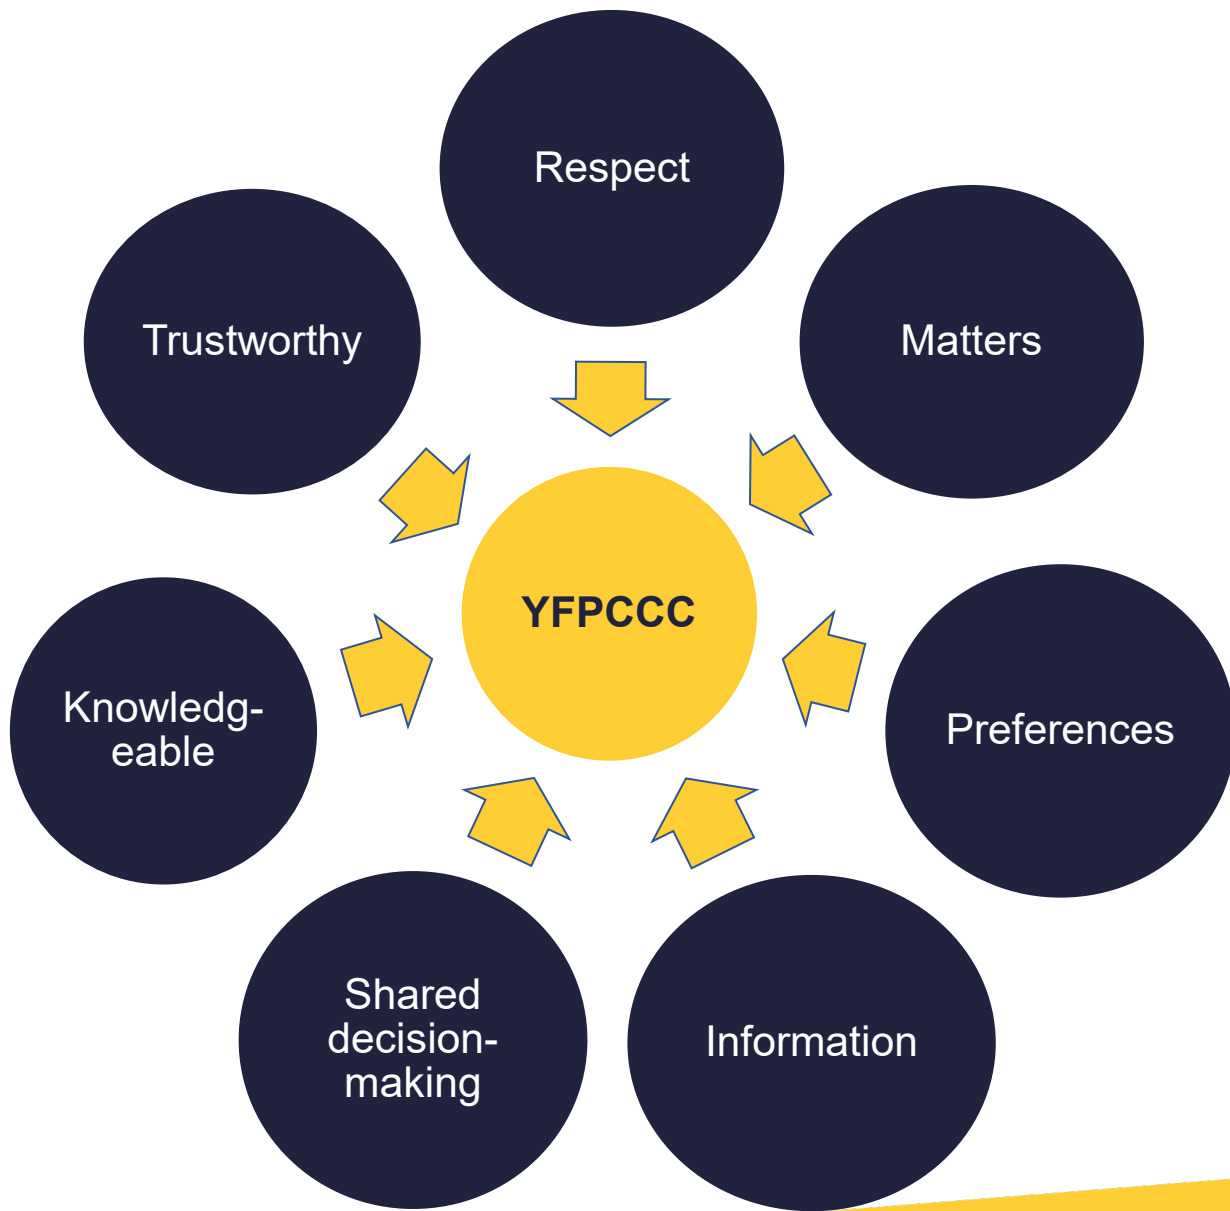 Respect
Trustworthy
Matters
YFPCCC
Knowledg-
eable
Preferences
Shared
decision-
making
Information